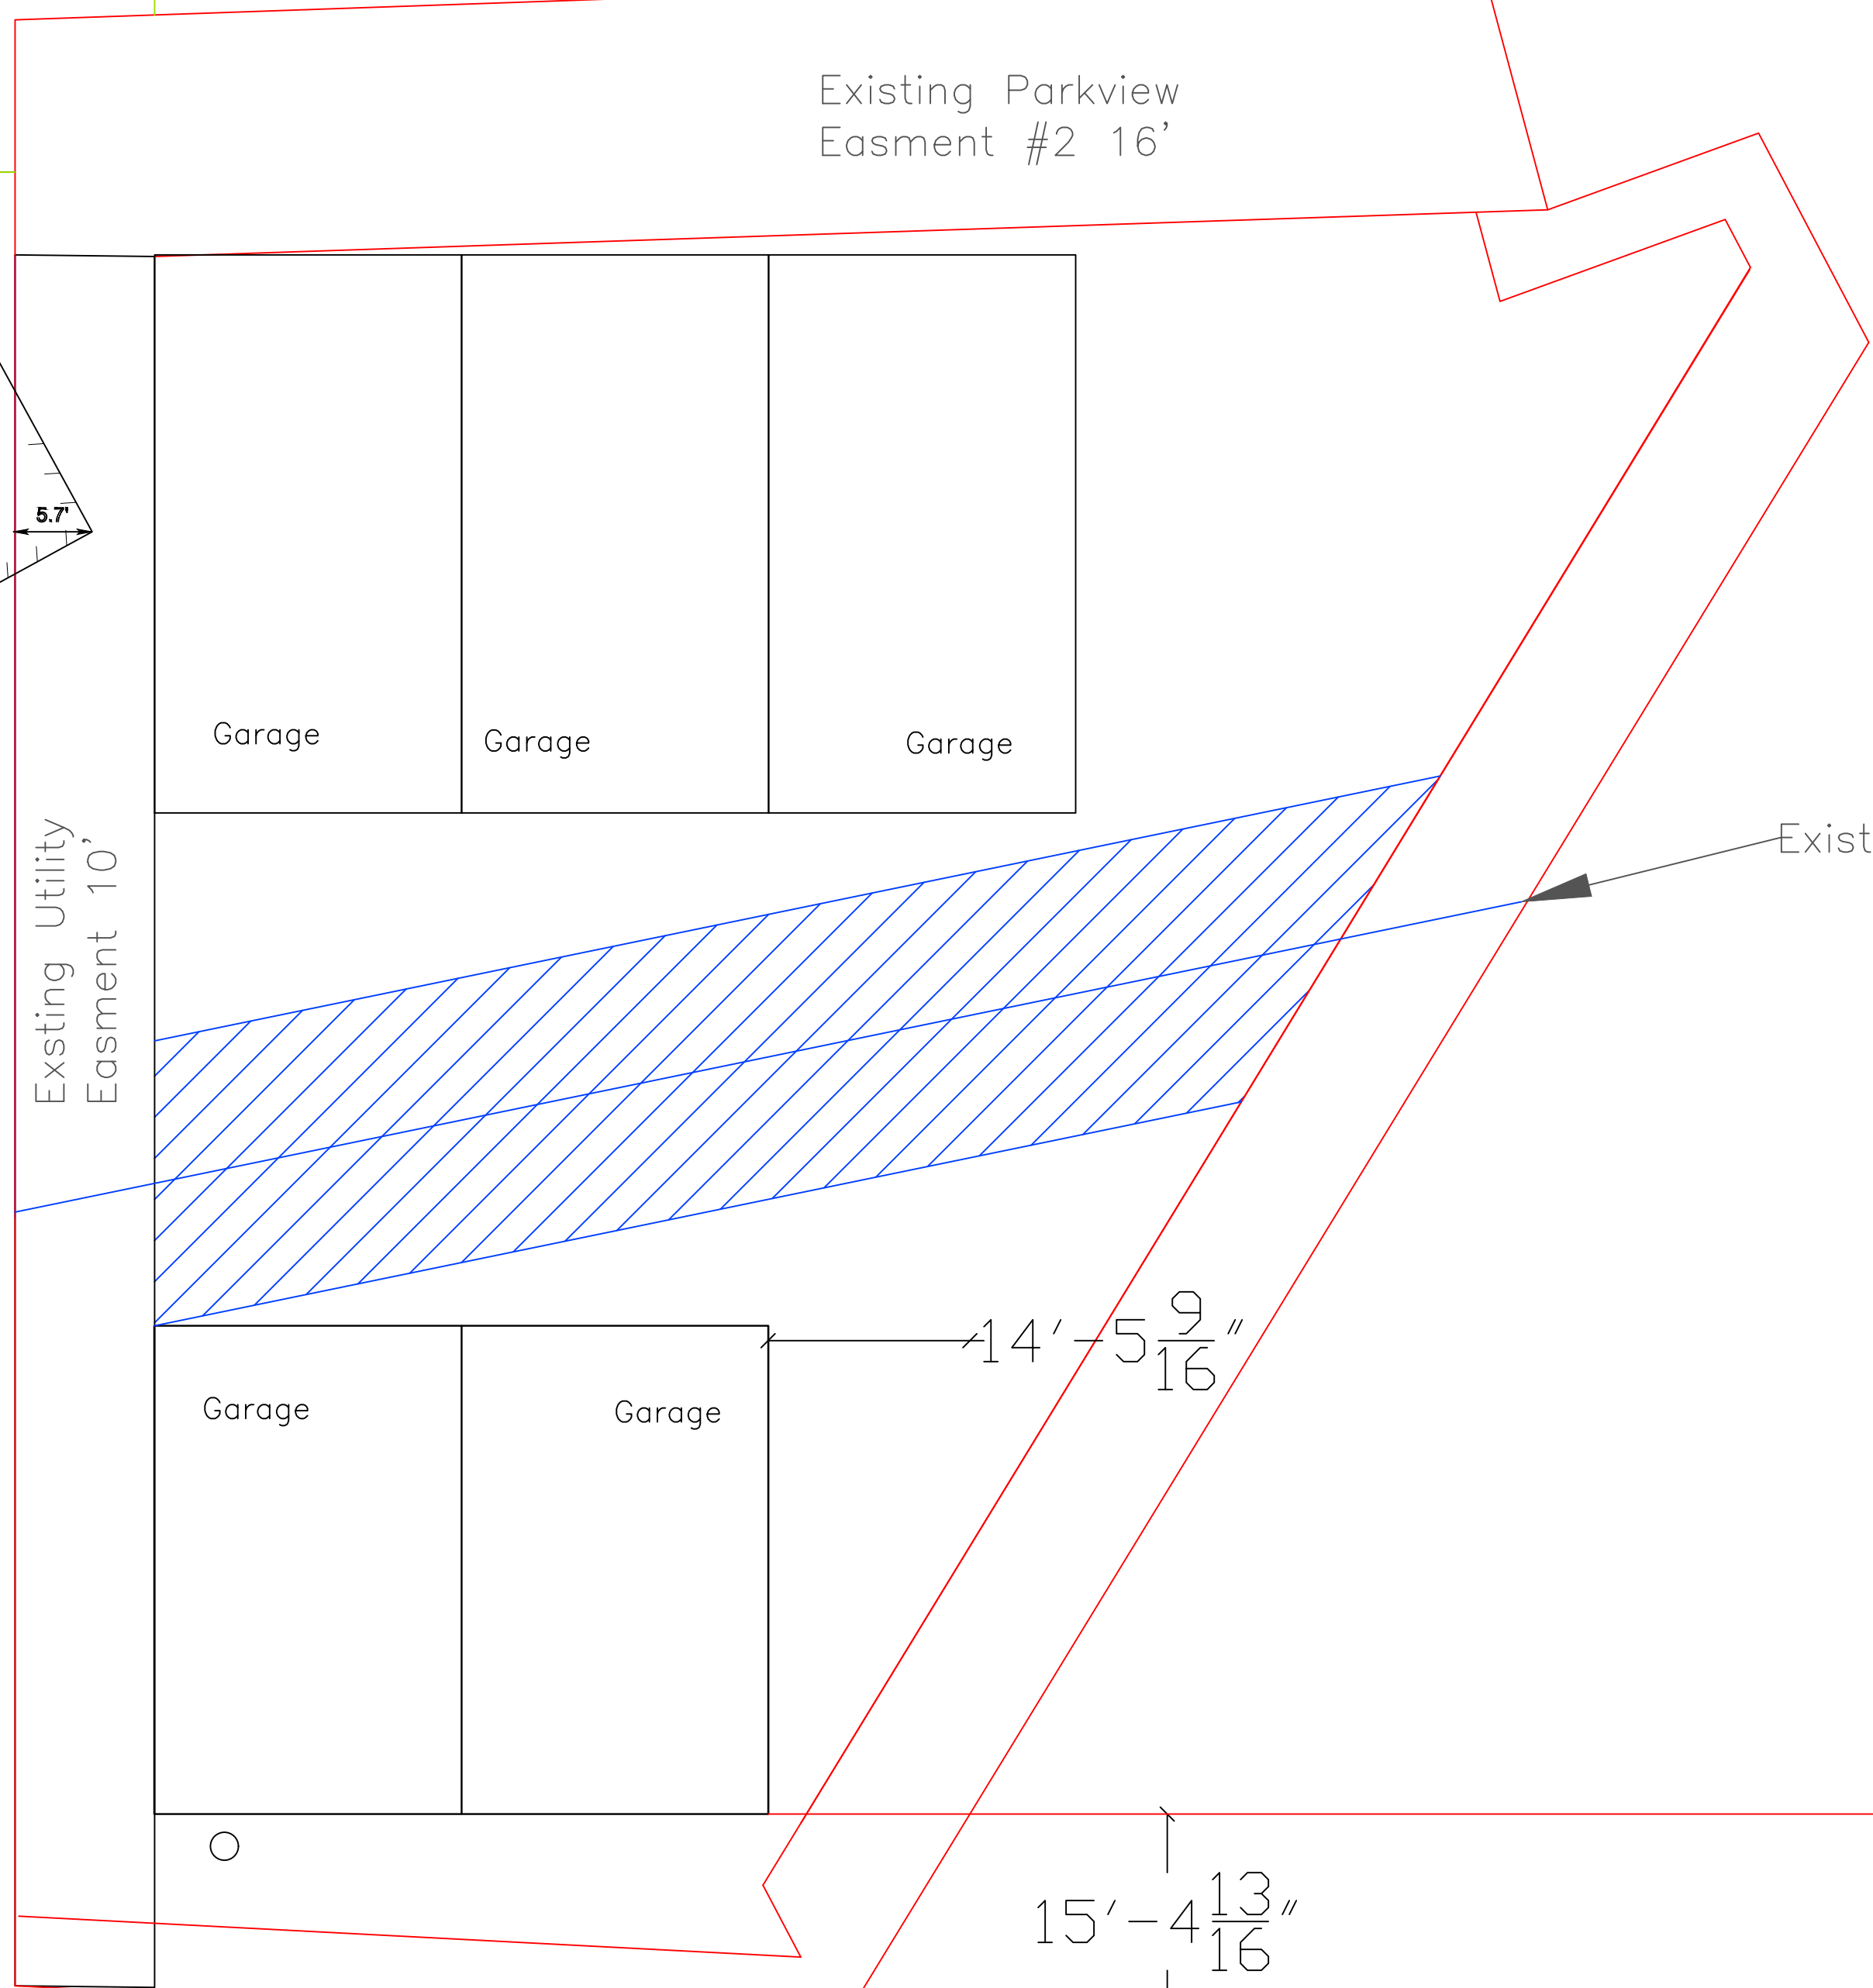 Existing Parkview
Easment #2 16'
5.7'
Garage
Garage
Garage
Existing Utility
Easment 10'
Exist
14'-5 9/16"
Garage
Garage
15'-4 13/16"